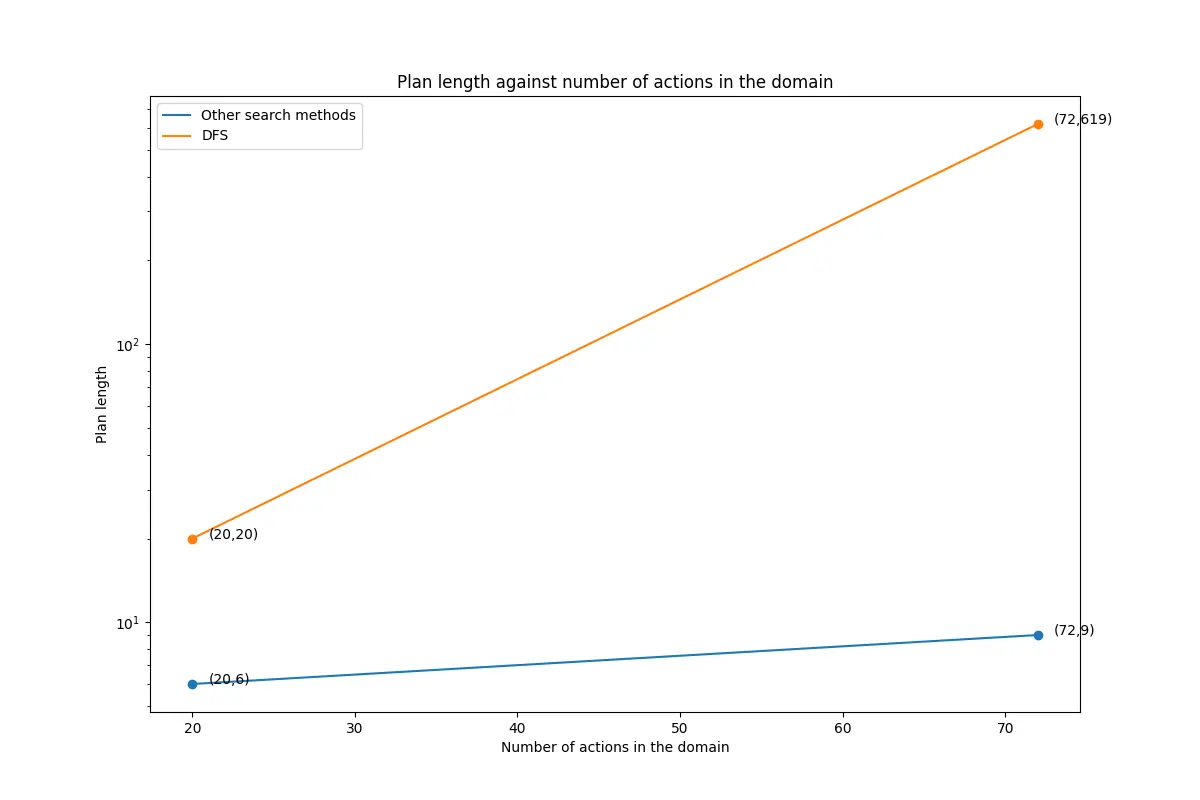 Plan length against number of actions in the domain
Other search methods
DFS
(72,619)
10²
Plan length
(20,20)
10¹
(72,9)
(20,6)
20 30 40 50 60 70
Number of actions in the domain